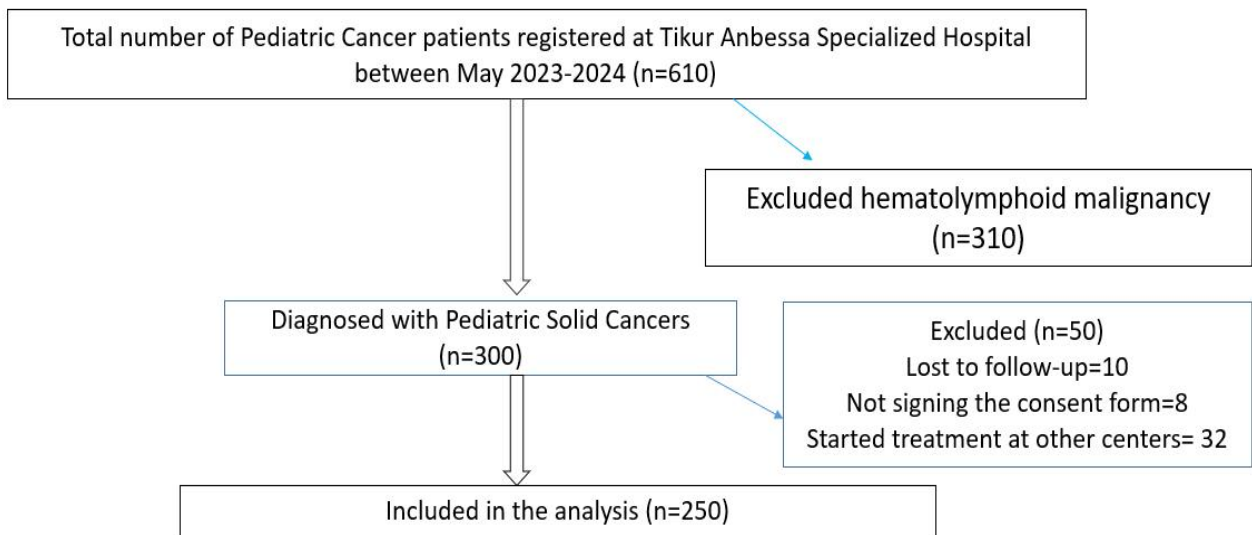 Total number of Pediatric Cancer patients registered at Tikur Anbessa Specialized Hospital
between May 2023-2024 (n=610)
Excluded hematolymphoid malignancy
(n=310)
Diagnosed with Pediatric Solid Cancers
(n=300)
Excluded (n=50)
Lost to follow-up=10
Not signing the consent form=8
Started treatment at other centers= 32
Included in the analysis (n=250)